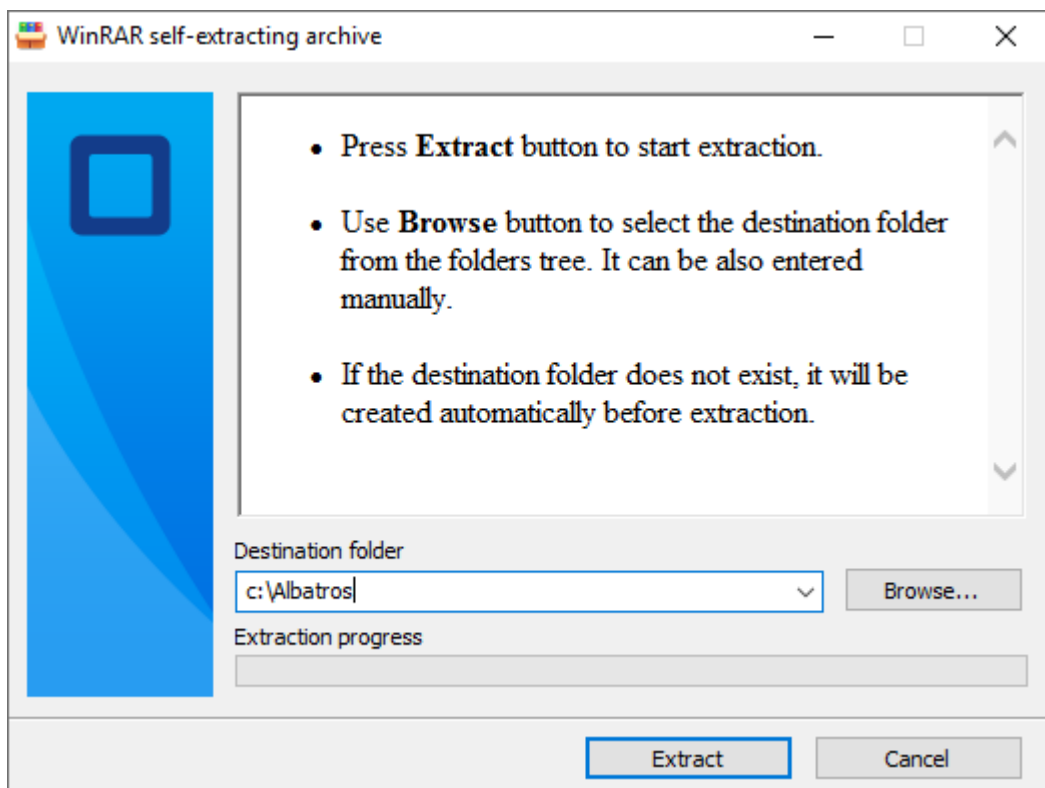 WinRAR self-extracting archive
• Press Extract button to start extraction.
• Use Browse button to select the destination folder
from the folders tree. It can be also entered
manually.
• If the destination folder does not exist, it will be
created automatically before extraction.
Destination folder
c:\Albatros
Browse...
Extraction progress
Extract
Cancel